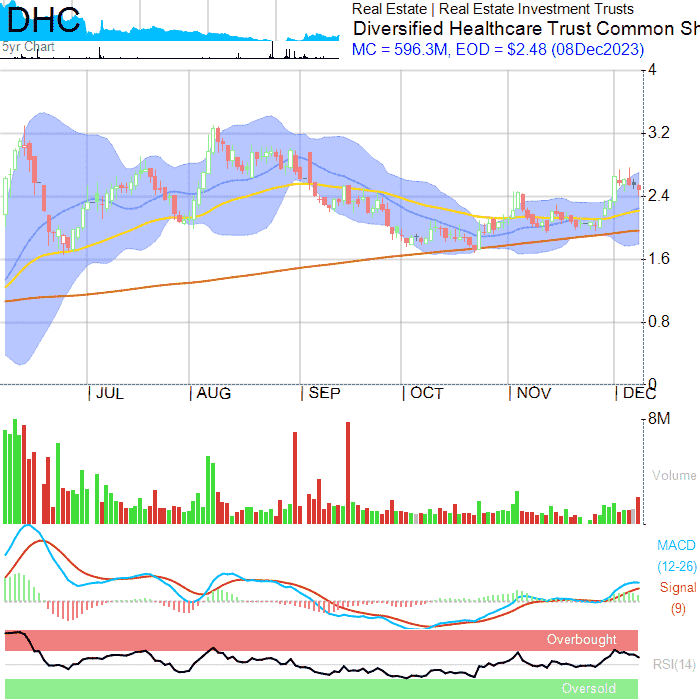 DHC
5yr Chart
Real Estate | Real Estate Investment Trusts
Diversified Healthcare Trust Common Sh
MC = 596.3M, EOD = $2.48 (08Dec2023)
4
3.2
2.4
1.6
0.8
0
JUL AUG SEP OCT NOV DEC
8M
Volume
MACD
(12-26)
Signal
(9)
Overbought
RSI(14)
Oversold